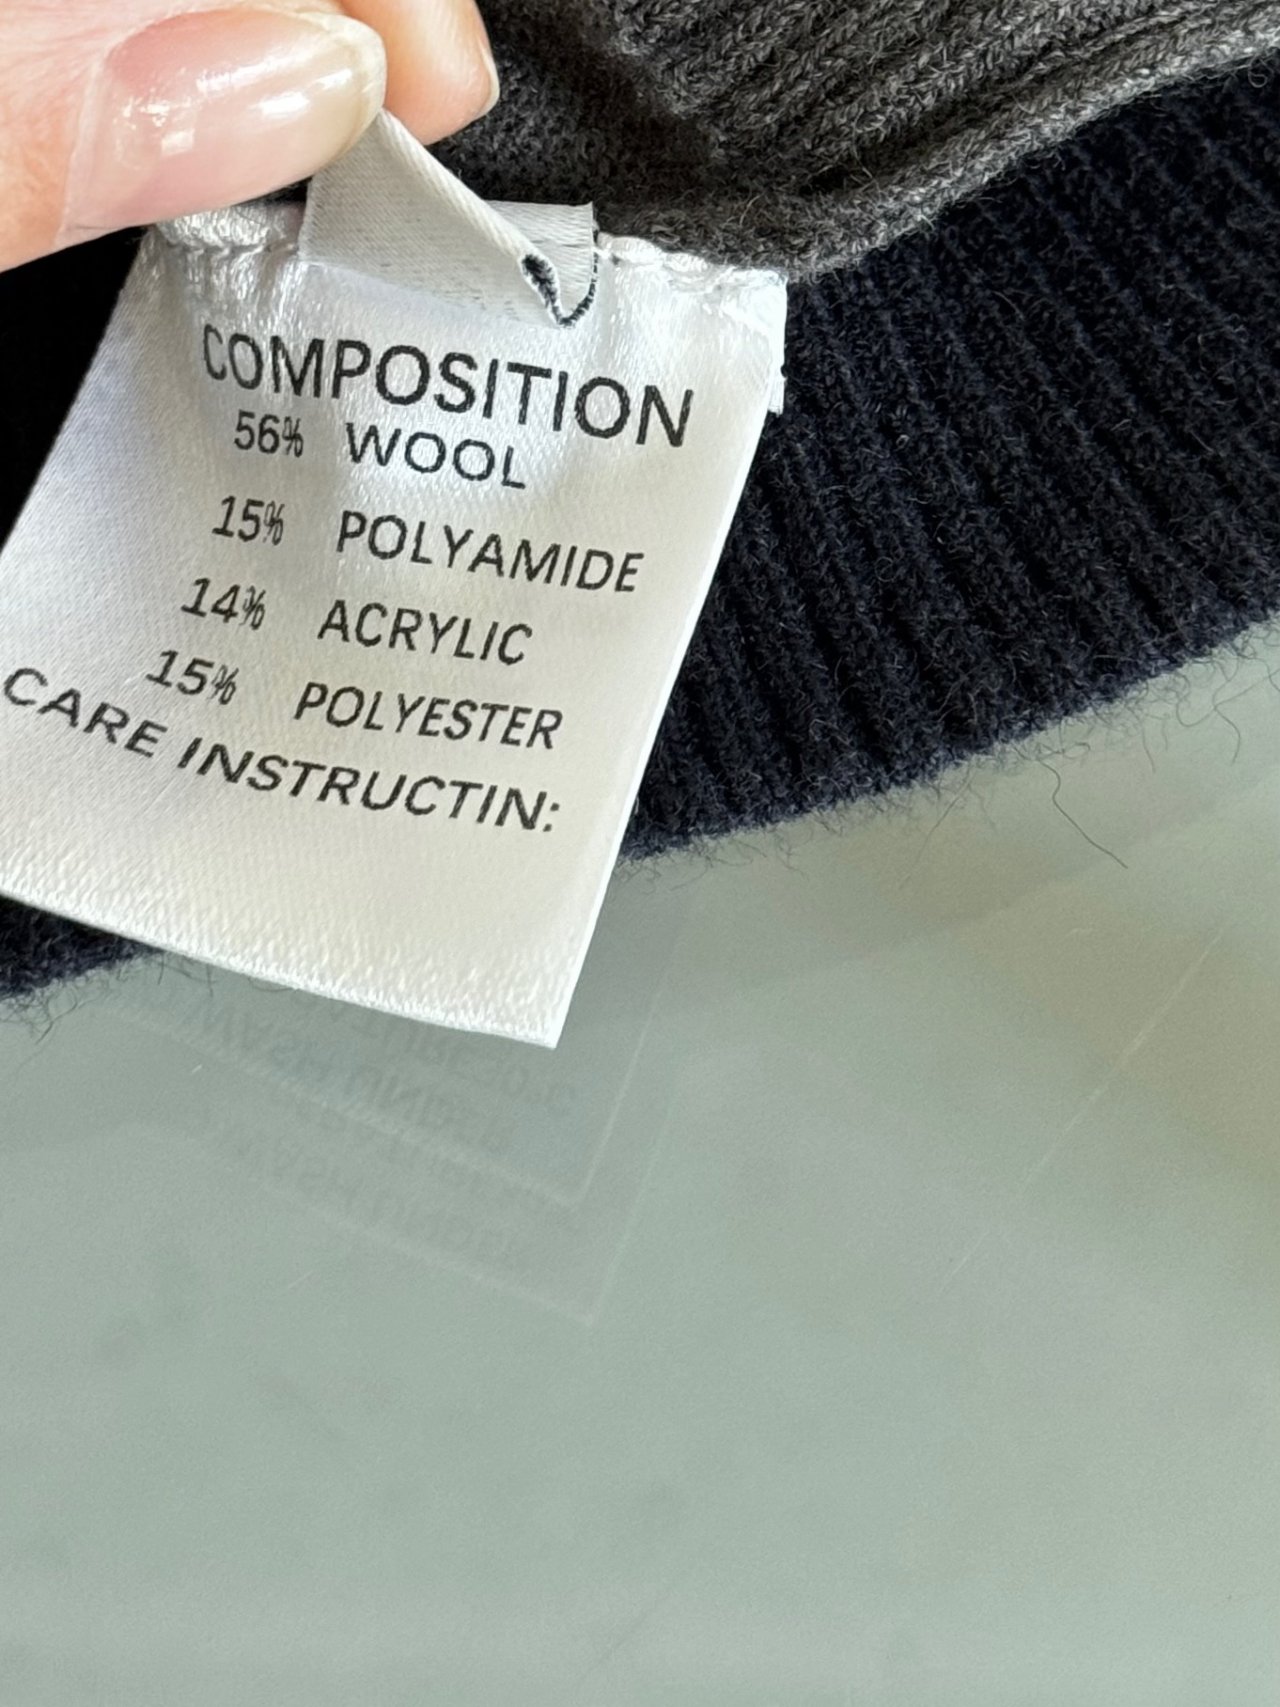 COMPOSITION
56% WOOL
15% POLYAMIDE
14% ACRYLIC
15% POLYESTER
CARE INSTRUCTIN: